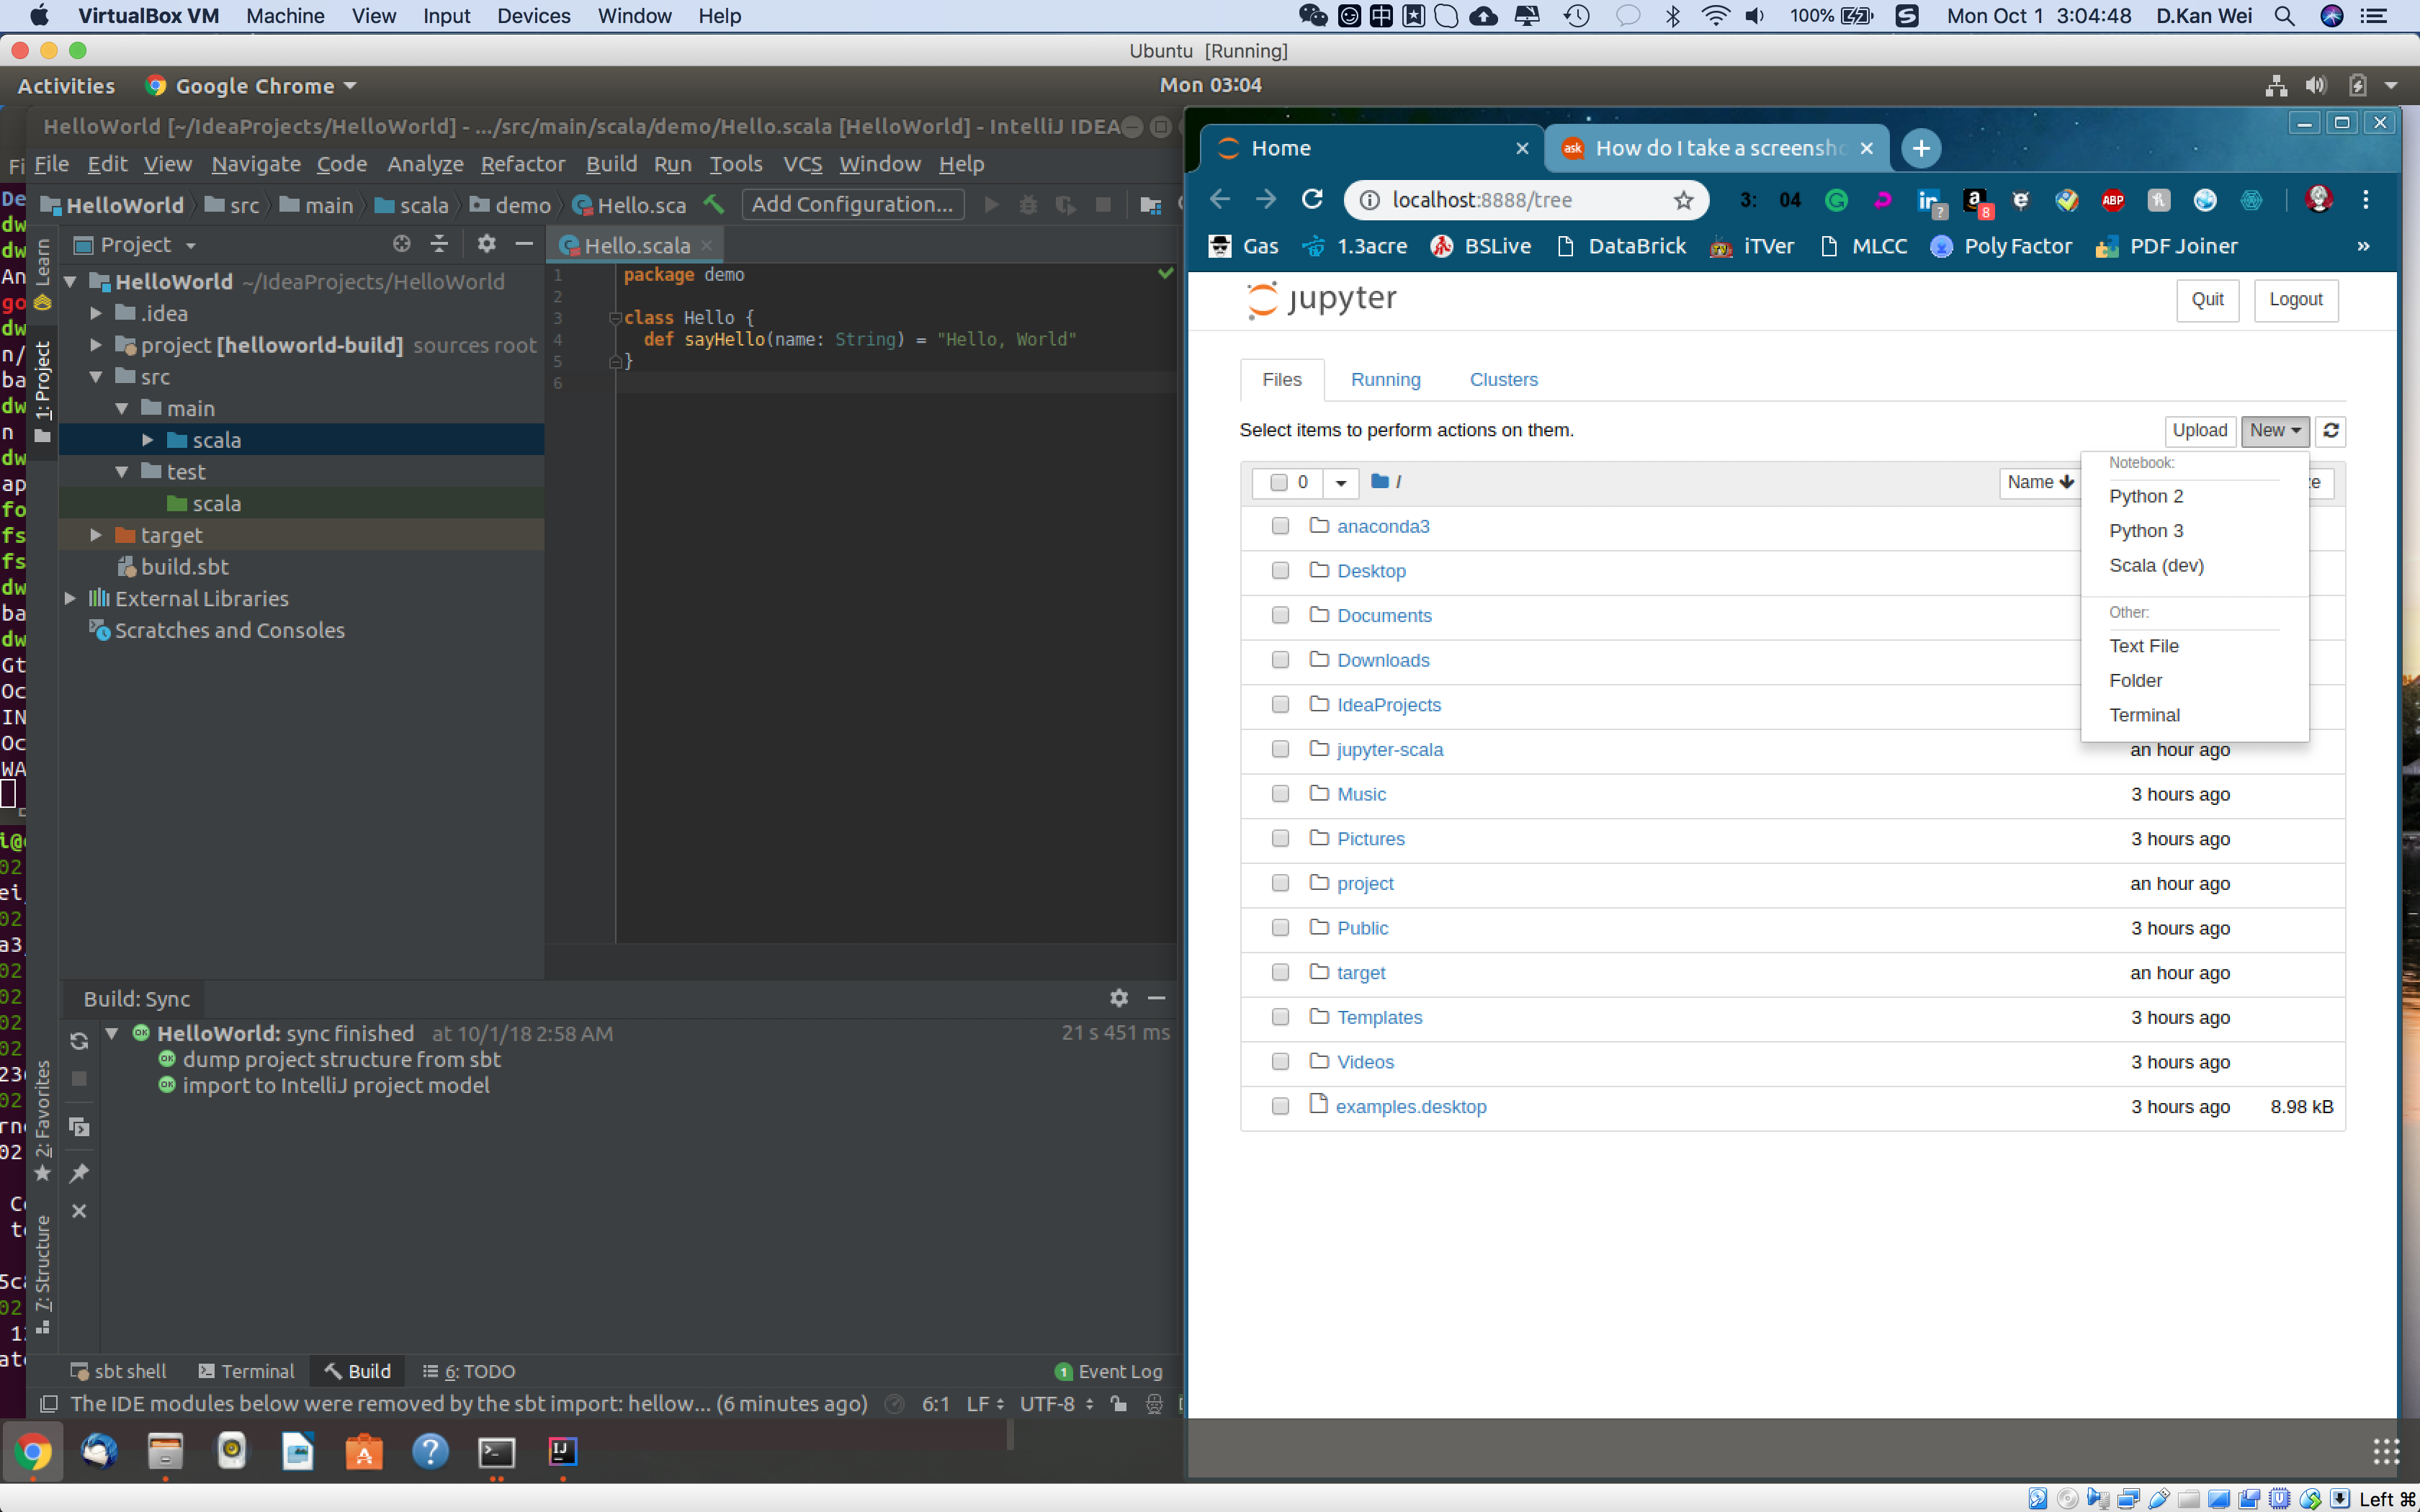 VirtualBox VM Machine View Input Devices Window Help
100% Mon Oct 1 3:04:48 D.Kan Wei
Ubuntu [Running]
Activities Google Chrome Mon 03:04
HelloWorld [~/IdeaProjects/HelloWorld] - .../src/main/scala/demo/Hello.scala [HelloWorld] - IntelliJ IDEA
File Edit View Navigate Code Analyze Refactor Build Run Tools VCS Window Help
HelloWorld src main scala demo Hello.sca Add Configuration...
Project
Hello.scala
Learn
1: Project
2: Favorites
7: Structure
HelloWorld ~/IdeaProjects/HelloWorld
.idea
project [helloworld-build] sources root
src
main
scala
test
scala
target
build.sbt
External Libraries
Scratches and Consoles
1 package demo
2
3 class Hello {
4 def sayHello(name: String) = "Hello, World"
5 }
6
Build: Sync
HelloWorld: sync finished at 10/1/18 2:58 AM 21 s 451 ms
dump project structure from sbt
import to IntelliJ project model
sbt shell Terminal Build 6: TODO 1 Event Log
The IDE modules below were removed by the sbt import: hellow... (6 minutes ago) 6:1 LF UTF-8
Home How do I take a screensh
localhost:8888/tree 3: 04
Gas 1.3acre BSLive DataBrick iTVer MLCC Poly Factor PDF Joiner »
jupyter Quit Logout
Files Running Clusters
Select items to perform actions on them. Upload New
0 / Name
Notebook:
Python 2
Python 3
Scala (dev)
Other:
Text File
Folder
Terminal
anaconda3
Desktop
Documents
Downloads
IdeaProjects
jupyter-scala an hour ago
Music 3 hours ago
Pictures 3 hours ago
project an hour ago
Public 3 hours ago
target an hour ago
Templates 3 hours ago
Videos 3 hours ago
examples.desktop 3 hours ago 8.98 kB
Left ⌘